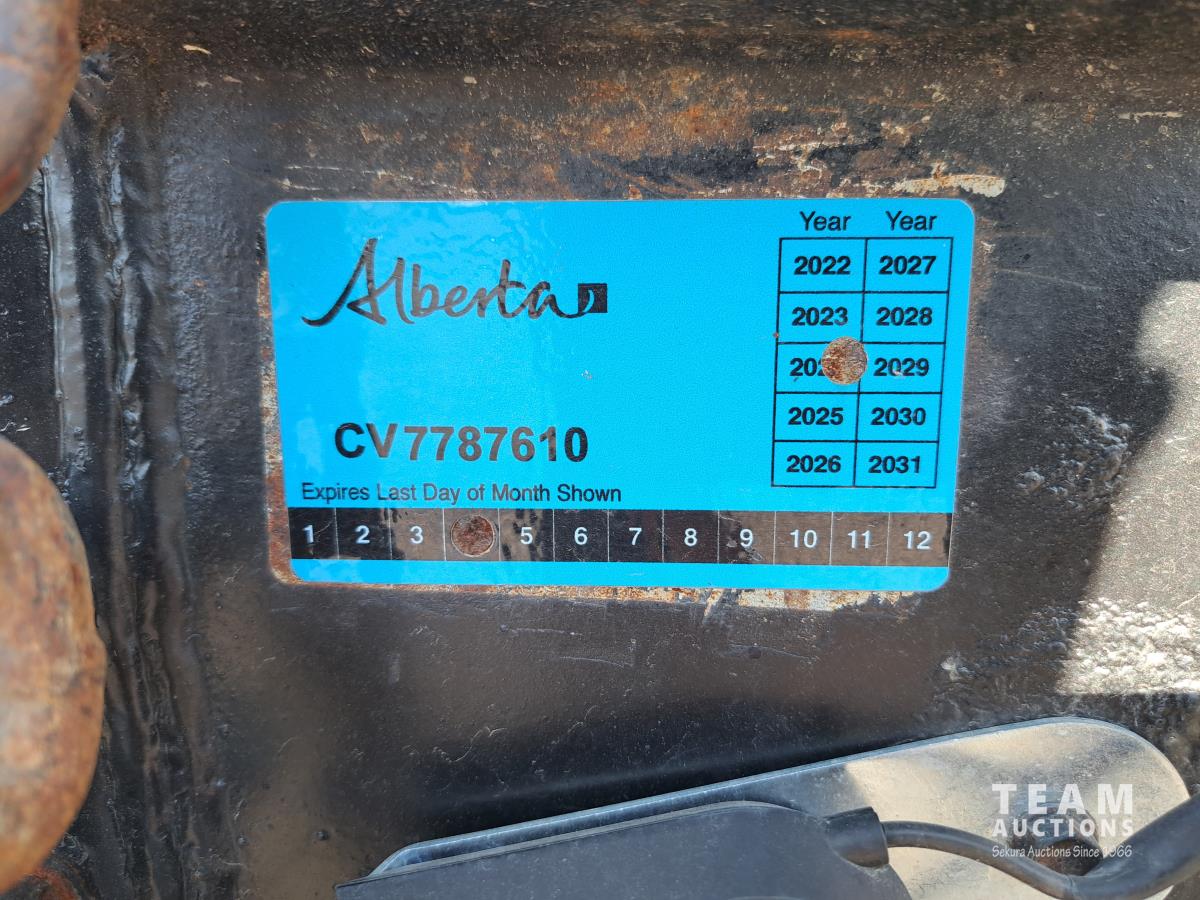 Year Year
2022 2027
Alberta
2023 2028
2029
2025 2030
CV7787610
2026 2031
Expires Last Day of Month Shown
1 2 3 5 6 7 8 9 10 11 12
TEAM
AUCTIONS
Sekura Auctions Since 1966